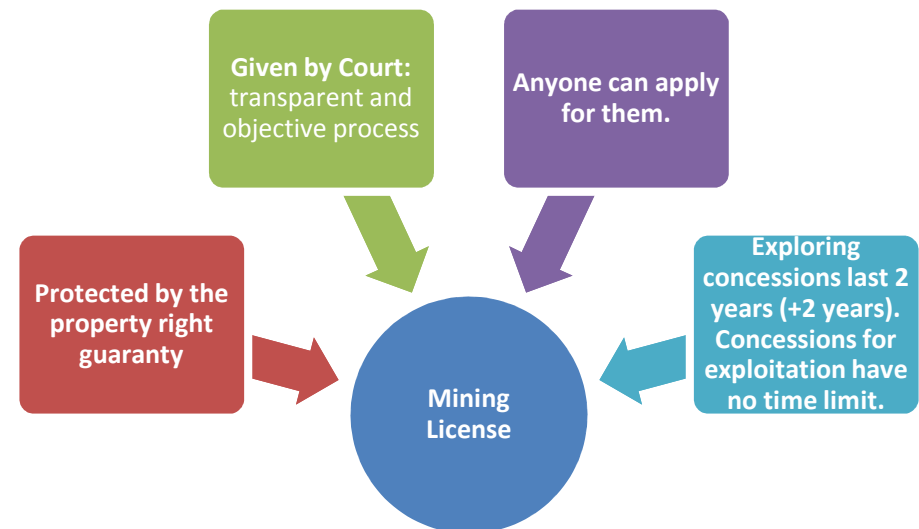 Given by Court:
transparent and
objective process
Anyone can apply
for them.
Protected by the
property right
guaranty
Exploring
concessions last 2
years (+2 years).
Concessions for
exploitation have
no time limit.
Mining
License